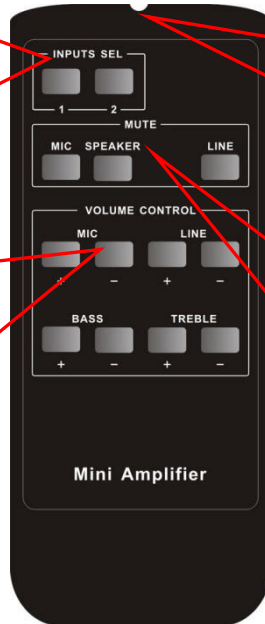 INPUTS SEL
1 2
MUTE
MIC SPEAKER LINE
VOLUME CONTROL
MIC LINE
+ − + −
BASS TREBLE
+ − + −
Mini Amplifier